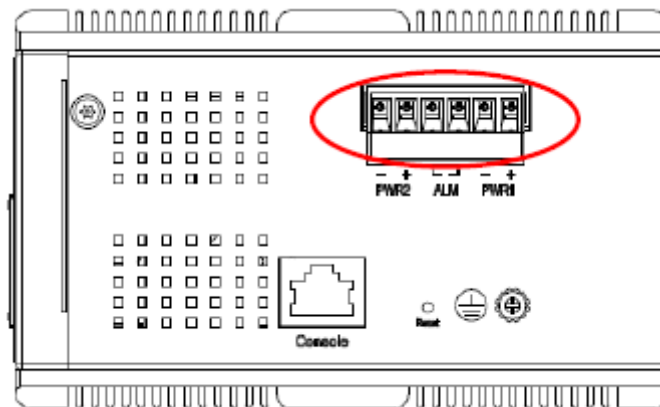 - + - +
PWR2 ALM PWR1
Reset
Console